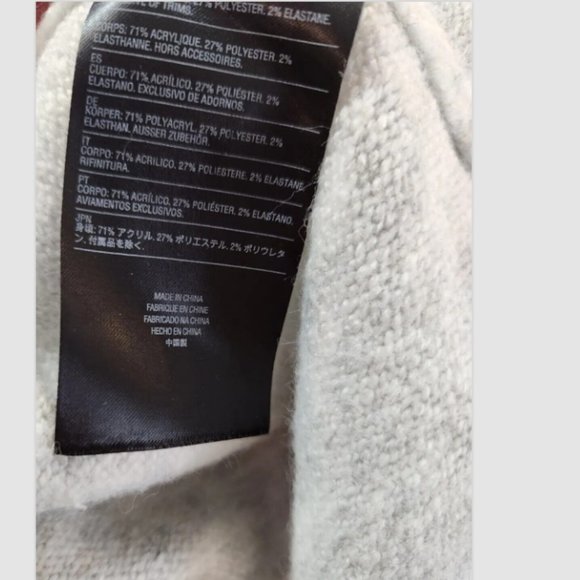 OF TRIMS.
27% POLYESTER, 2% ELASTANE,
CORPS: 71% ACRYLIQUE. 27% POLYESTER. 2%
ELASTHANNE. HORS ACCESSOIRES.
ES
CUERPO: 71% ACRÍLICO. 27% POLIÉSTER. 2%
ELASTANO. EXCLUSIVO DE ADORNOS.
DE
KÖRPER: 71% POLYACRYL. 27% POLYESTER. 2%
ELASTHAN. AUSSER ZUBEHÖR.
IT
CORPO: 71% ACRILICO. 27% POLIESTERE. 2% ELASTANE
RIFINITURA.
PT
CORPO: 71% ACRÍLICO. 27% POLIÉSTER. 2% ELASTANO.
AVIAMENTOS EXCLUSIVOS.
JPN
身頃: 71% アクリル. 27% ポリエステル. 2% ポリウレタ
ン. 付属品を除く.
MADE IN CHINA
FABRIQUE EN CHINE
FABRICADO NA CHINA
HECHO EN CHINA
中国製